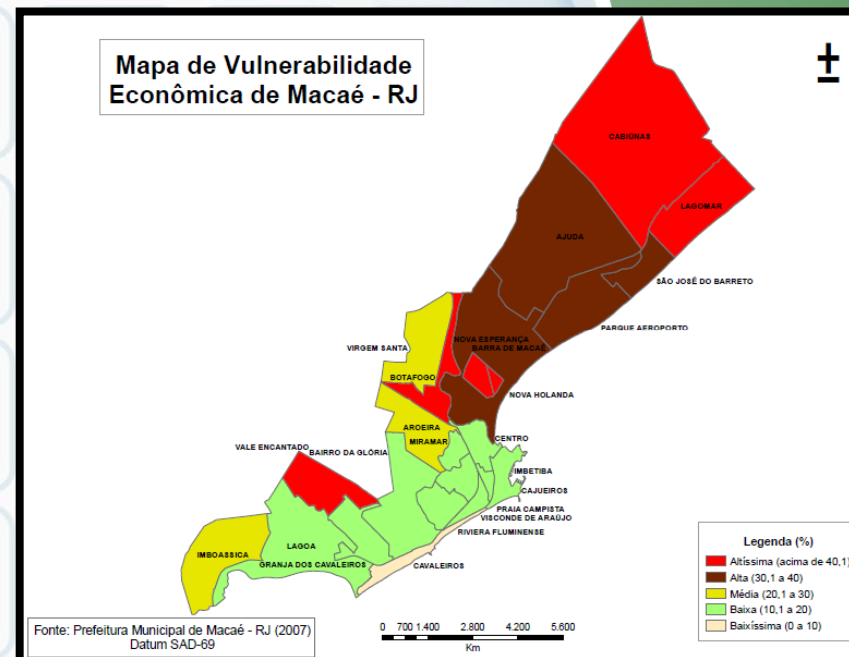 Mapa de Vulnerabilidade
Econômica de Macaé - RJ
±
CABIÚNAS
LAGOMAR
AJUDA
SÃO JOSÉ DO BARRETO
PARQUE AEROPORTO
NOVA ESPERANÇA
BARRA DE MACAÉ
VIRGEM SANTA
BOTAFOGO
NOVA HOLANDA
AROEIRA
MIRAMAR
CENTRO
VALE ENCANTADO
BAIRRO DA GLÓRIA
IMBETIBA
CAJUEIROS
PRAIA CAMPISTA
VISCONDE DE ARAÚJO
RIVIERA FLUMINENSE
LAGOA
IMBOASSICA
GRANJA DOS CAVALEIROS
CAVALEIROS
Legenda (%)
Altíssima (acima de 40,1)
Alta (30,1 a 40)
Média (20,1 a 30)
Baixa (10,1 a 20)
Baixíssima (0 a 10)
Fonte: Prefeitura Municipal de Macaé - RJ (2007)
Datum SAD-69
0 700 1.400 2.800 4.200 5.600
Km